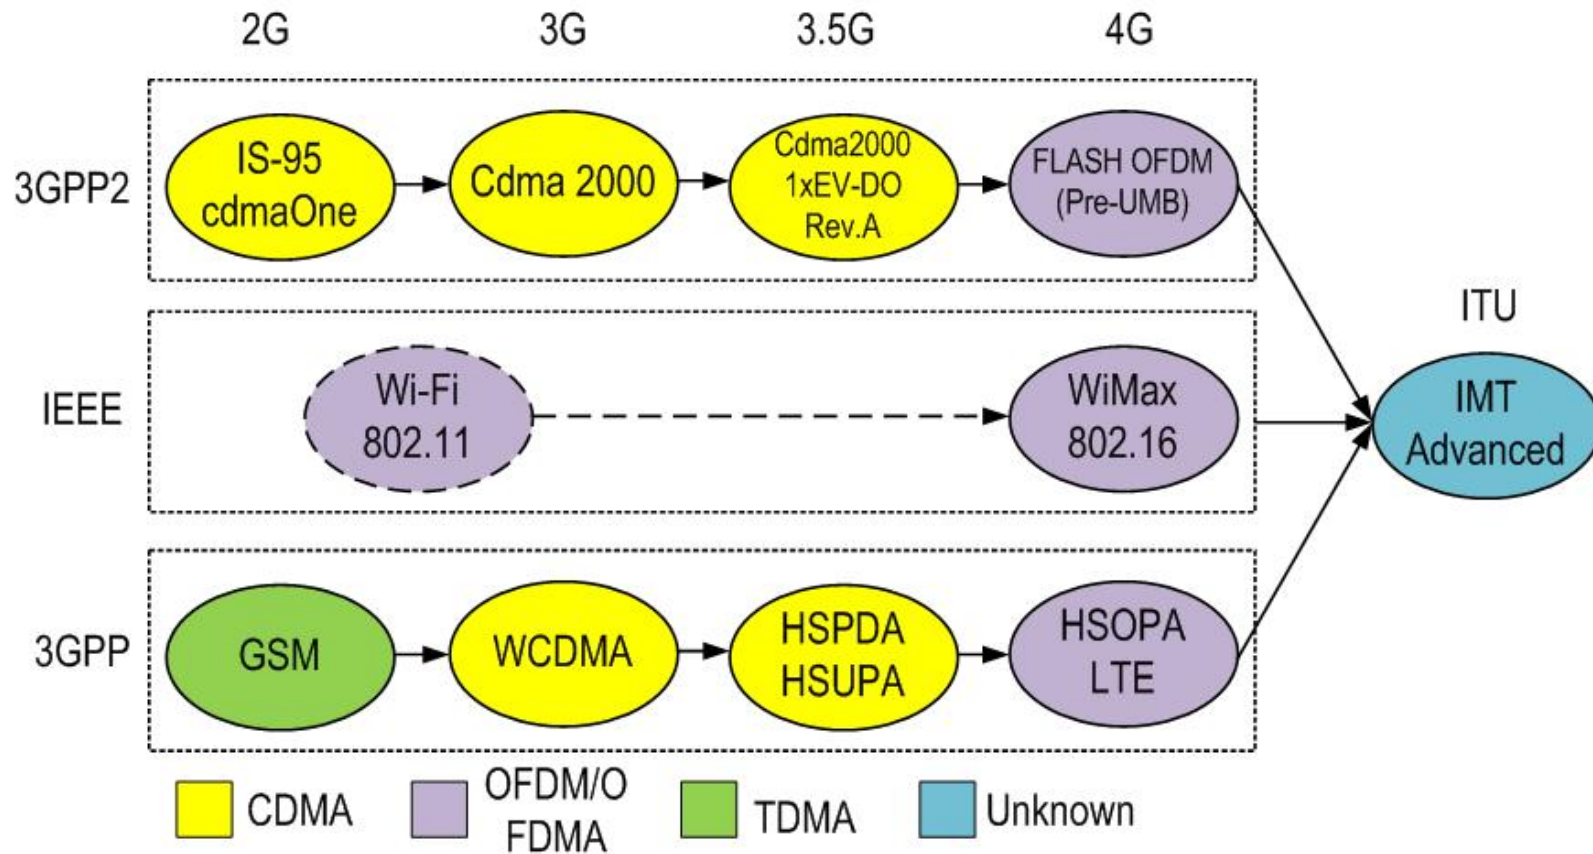 2G
3G
3.5G
4G
3GPP2
IS-95
cdmaOne
Cdma 2000
Cdma2000
1xEV-DO
Rev.A
FLASH OFDM
(Pre-UMB)
IEEE
Wi-Fi
802.11
WiMax
802.16
ITU
IMT
Advanced
3GPP
GSM
WCDMA
HSPDA
HSUPA
HSOPA
LTE
CDMA
OFDM/O
FDMA
TDMA
Unknown